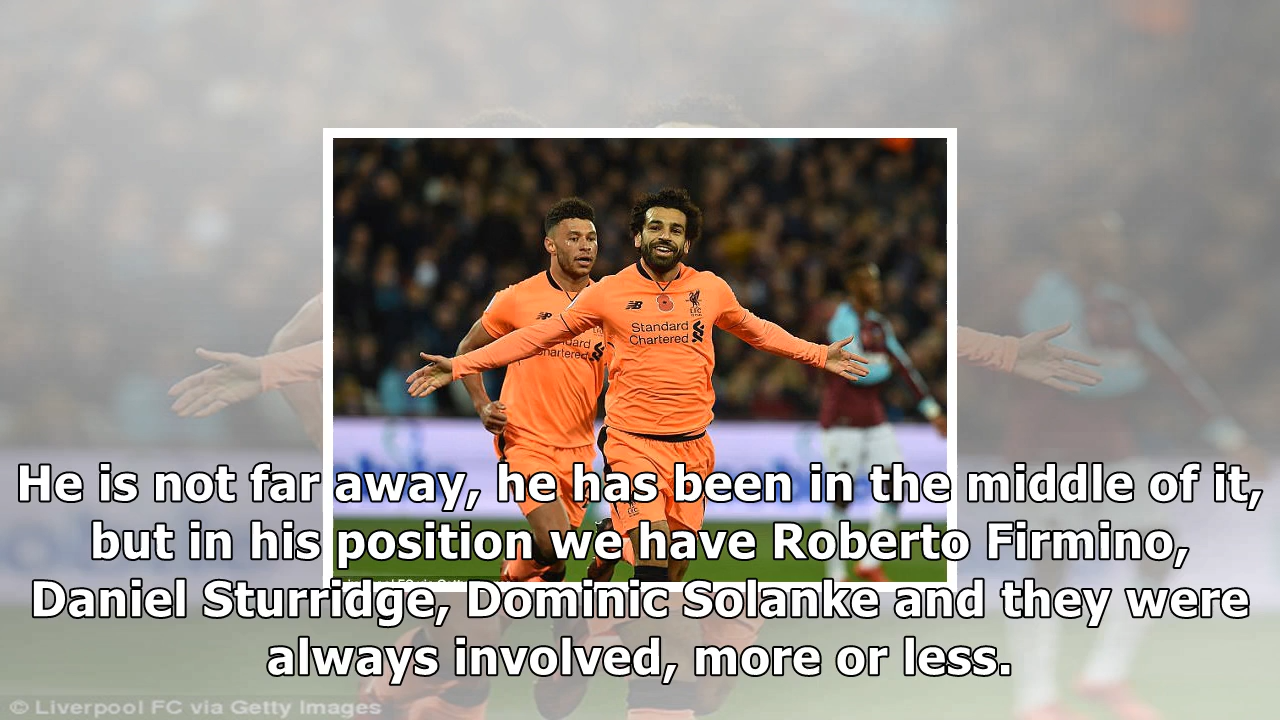 Standard
Chartered
He is not far away, he has been in the middle of it,
but in his position we have Roberto Firmino,
Daniel Sturridge, Dominic Solanke and they were
always involved, more or less.
© Liverpool FC via Getty Images